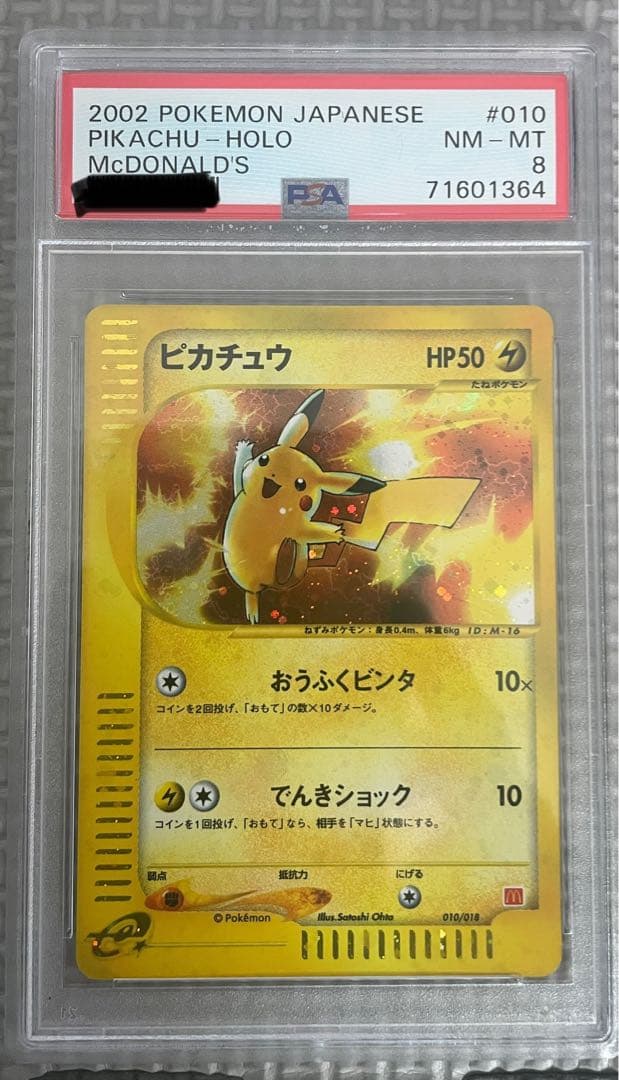 2002 POKEMON JAPANESE #010
PIKACHU - HOLO NM - MT
McDONALD'S 8
PSA 71601364
ピカチュウ HP50
たねポケモン
ねずみポケモン：身長0.4m、体重6kg ID：M-16
おうふくビンタ 10×
コインを2回投げ、「おもて」の数×10ダメージ。
でんきショック 10
コインを1回投げ、「おもて」なら、相手を「マヒ」状態にする。
弱点 抵抗力 にげる
© Pokémon Illus. Satoshi Ohta 010/018
e